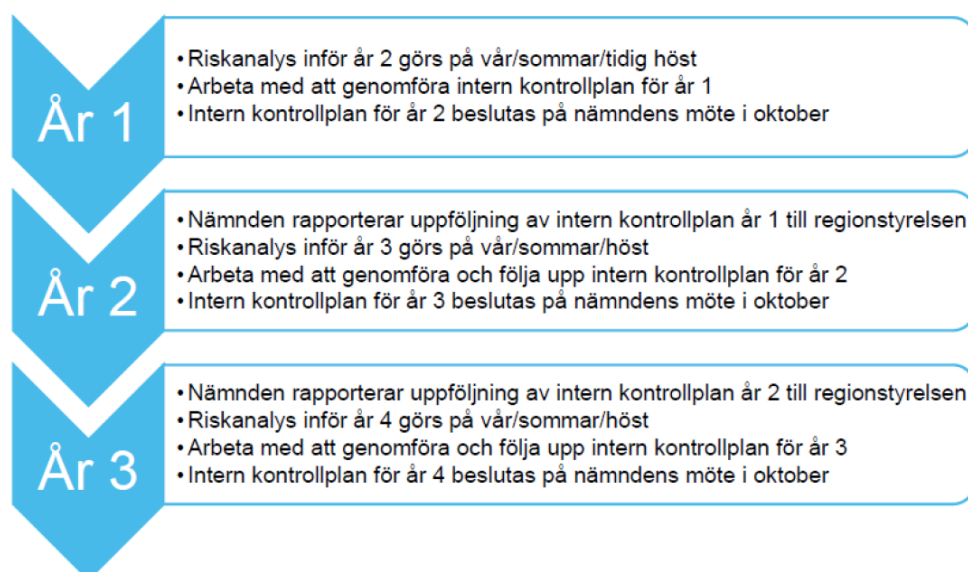 År 1
• Riskanalys inför år 2 görs på vår/sommar/tidig höst
• Arbeta med att genomföra intern kontrollplan för år 1
• Intern kontrollplan för år 2 beslutas på nämndens möte i oktober
År 2
• Nämnden rapporterar uppföljning av intern kontrollplan år 1 till regionstyrelsen
• Riskanalys inför år 3 görs på vår/sommar/höst
• Arbeta med att genomföra och följa upp intern kontrollplan för år 2
• Intern kontrollplan för år 3 beslutas på nämndens möte i oktober
År 3
• Nämnden rapporterar uppföljning av intern kontrollplan år 2 till regionstyrelsen
• Riskanalys inför år 4 görs på vår/sommar/höst
• Arbeta med att genomföra och följa upp intern kontrollplan för år 3
• Intern kontrollplan för år 4 beslutas på nämndens möte i oktober